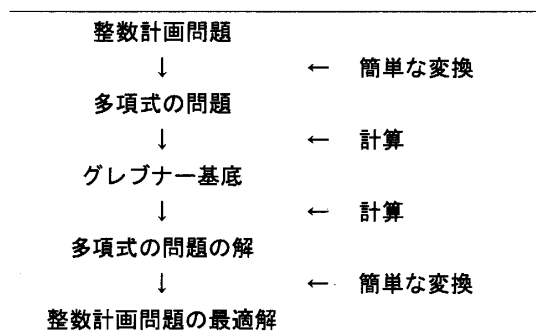 整数計画問題
↓ ← 簡単な変換
多項式の問題
↓ ← 計算
グレブナー基底
↓ ← 計算
多項式の問題の解
↓ ← 簡単な変換
整数計画問題の最適解